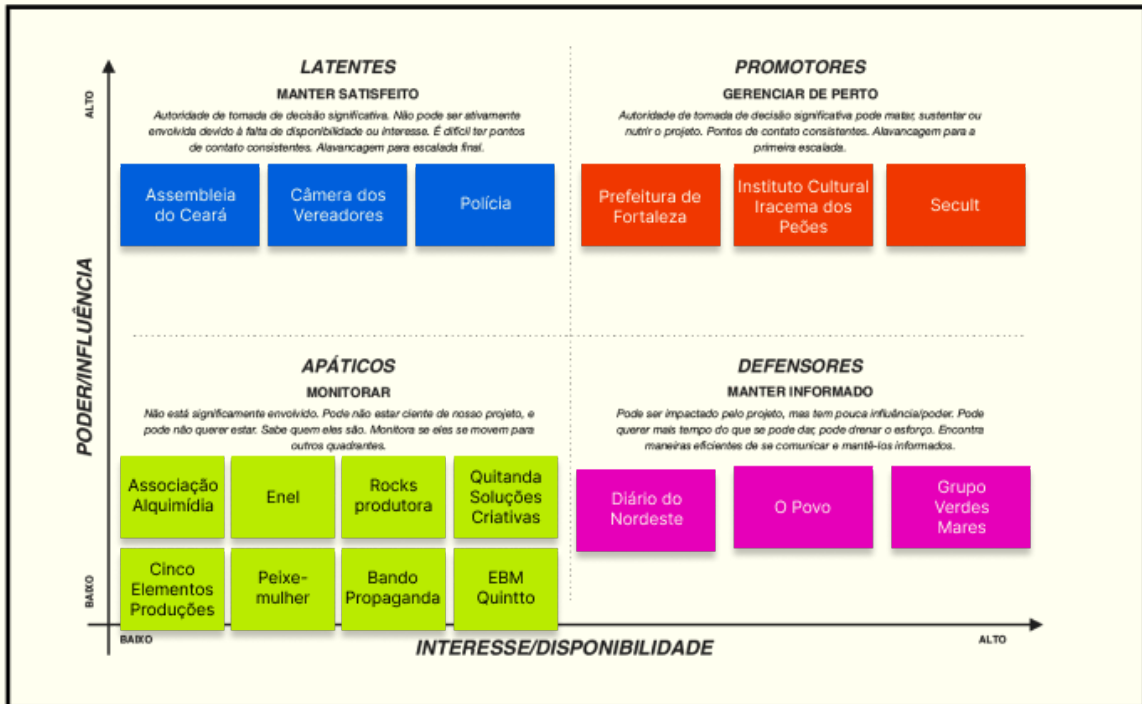 LATENTES
MANTER SATISFEITO
Autoridade de tomada de decisão significativa. Não pode ser ativamente
envolvida devido à falta de disponibilidade ou interesse. É difícil ter pontos
de contato consistentes. Alavancagem para escalada final.
Assembleia
do Ceará
Câmera dos
Vereadores
Polícia
PROMOTORES
GERENCIAR DE PERTO
Autoridade de tomada de decisão significativa pode matar, sustentar ou
nutrir o projeto. Pontos de contato consistentes. Alavancagem para a
primeira escalada.
Prefeitura de
Fortaleza
Instituto Cultural
Iracema dos
Peões
Secult
APÁTICOS
MONITORAR
Não está significamente envolvido. Pode não estar ciente de nosso projeto, e
pode não querer estar. Sabe quem eles são. Monitora se eles se movem para
outros quadrantes.
Associação
Alquimídia
Enel
Rocks
produtora
Quitanda
Soluções
Criativas
Cinco
Elementos
Produções
Peixe-
mulher
Bando
Propaganda
EBM
Quintto
DEFENSORES
MANTER INFORMADO
Pode ser impactado pelo projeto, mas tem pouca influência/poder. Pode
querer mais tempo do que se pode dar, pode drenar o esforço. Encontra
maneiras eficientes de se comunicar e mantê-los informados.
Diário do
Nordeste
O Povo
Grupo
Verdes
Mares
ALTO
PODER/INFLUÊNCIA
BAIXO
BAIXO
INTERESSE/DISPONIBILIDADE
ALTO